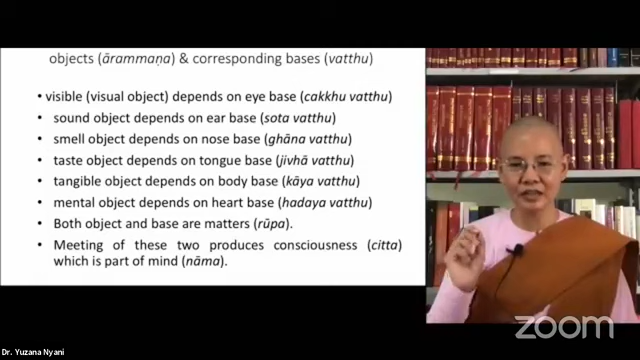 objects (ārammaṇa) & corresponding bases (vatthu)
• visible (visual object) depends on eye base (cakkhu vatthu)
• sound object depends on ear base (sota vatthu)
• smell object depends on nose base (ghāna vatthu)
• taste object depends on tongue base (jivhā vatthu)
• tangible object depends on body base (kāya vatthu)
• mental object depends on heart base (hadaya vatthu)
• Both object and base are matters (rūpa).
• Meeting of these two produces consciousness (citta)
which is part of mind (nāma).
zoom
Dr. Yuzana Nyani